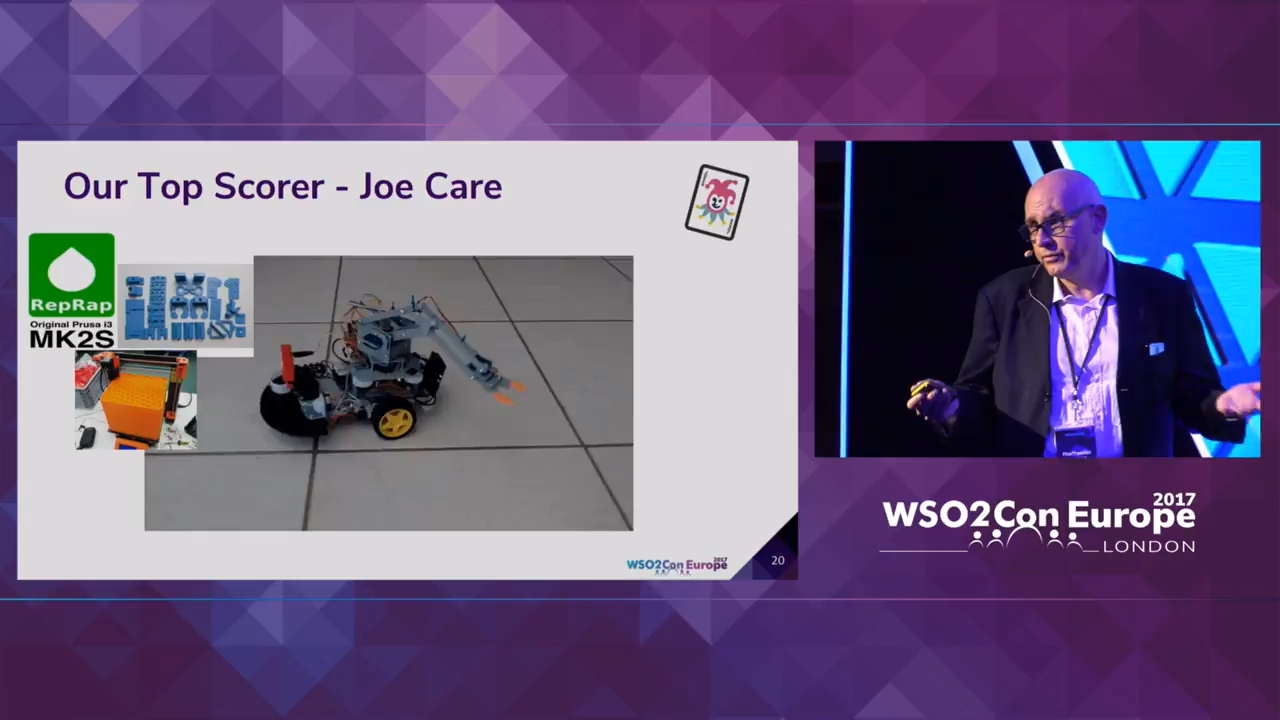 Our Top Scorer - Joe Care
RepRap
Original Prusa i3
MK2S
WSO2Con Europe 2017
20
WSO2Con Europe 2017
LONDON